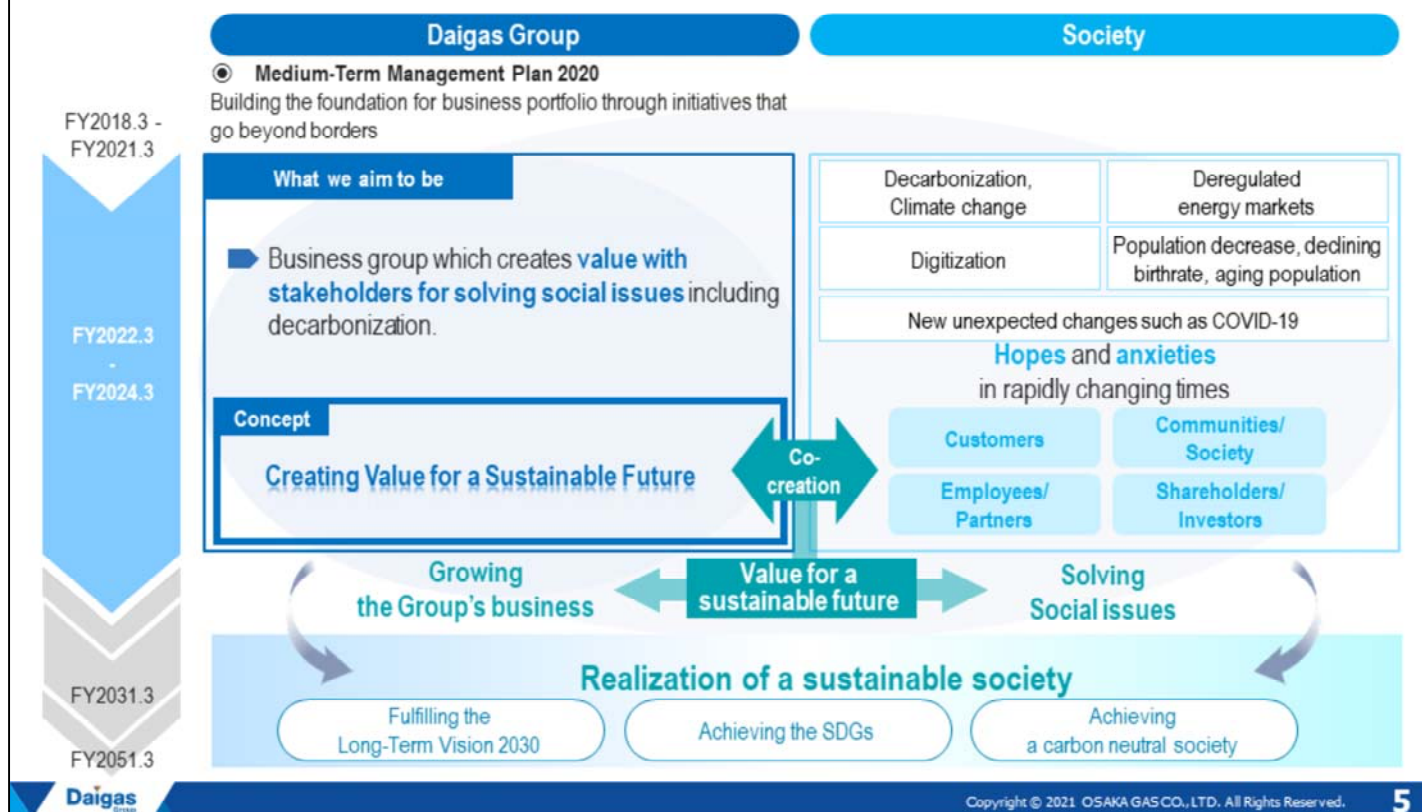 Daigas Group
Society
◉ Medium-Term Management Plan 2020
Building the foundation for business portfolio through initiatives that
go beyond borders
FY2018.3 -
FY2021.3
What we aim to be
Business group which creates value with
stakeholders for solving social issues including
decarbonization.
FY2022.3
-
FY2024.3
Concept
Creating Value for a Sustainable Future
Decarbonization,
Climate change
Deregulated
energy markets
Digitization
Population decrease, declining
birthrate, aging population
New unexpected changes such as COVID-19
Hopes and anxieties
in rapidly changing times
Co-
creation
Customers
Communities/
Society
Employees/
Partners
Shareholders/
Investors
Growing
the Group's business
Value for a
sustainable future
Solving
Social issues
Realization of a sustainable society
FY2031.3
Fulfilling the
Long-Term Vision 2030
Achieving the SDGs
Achieving
a carbon neutral society
FY2051.3
Daigas
Group
Copyright © 2021 OSAKA GAS CO., LTD. All Rights Reserved.
5